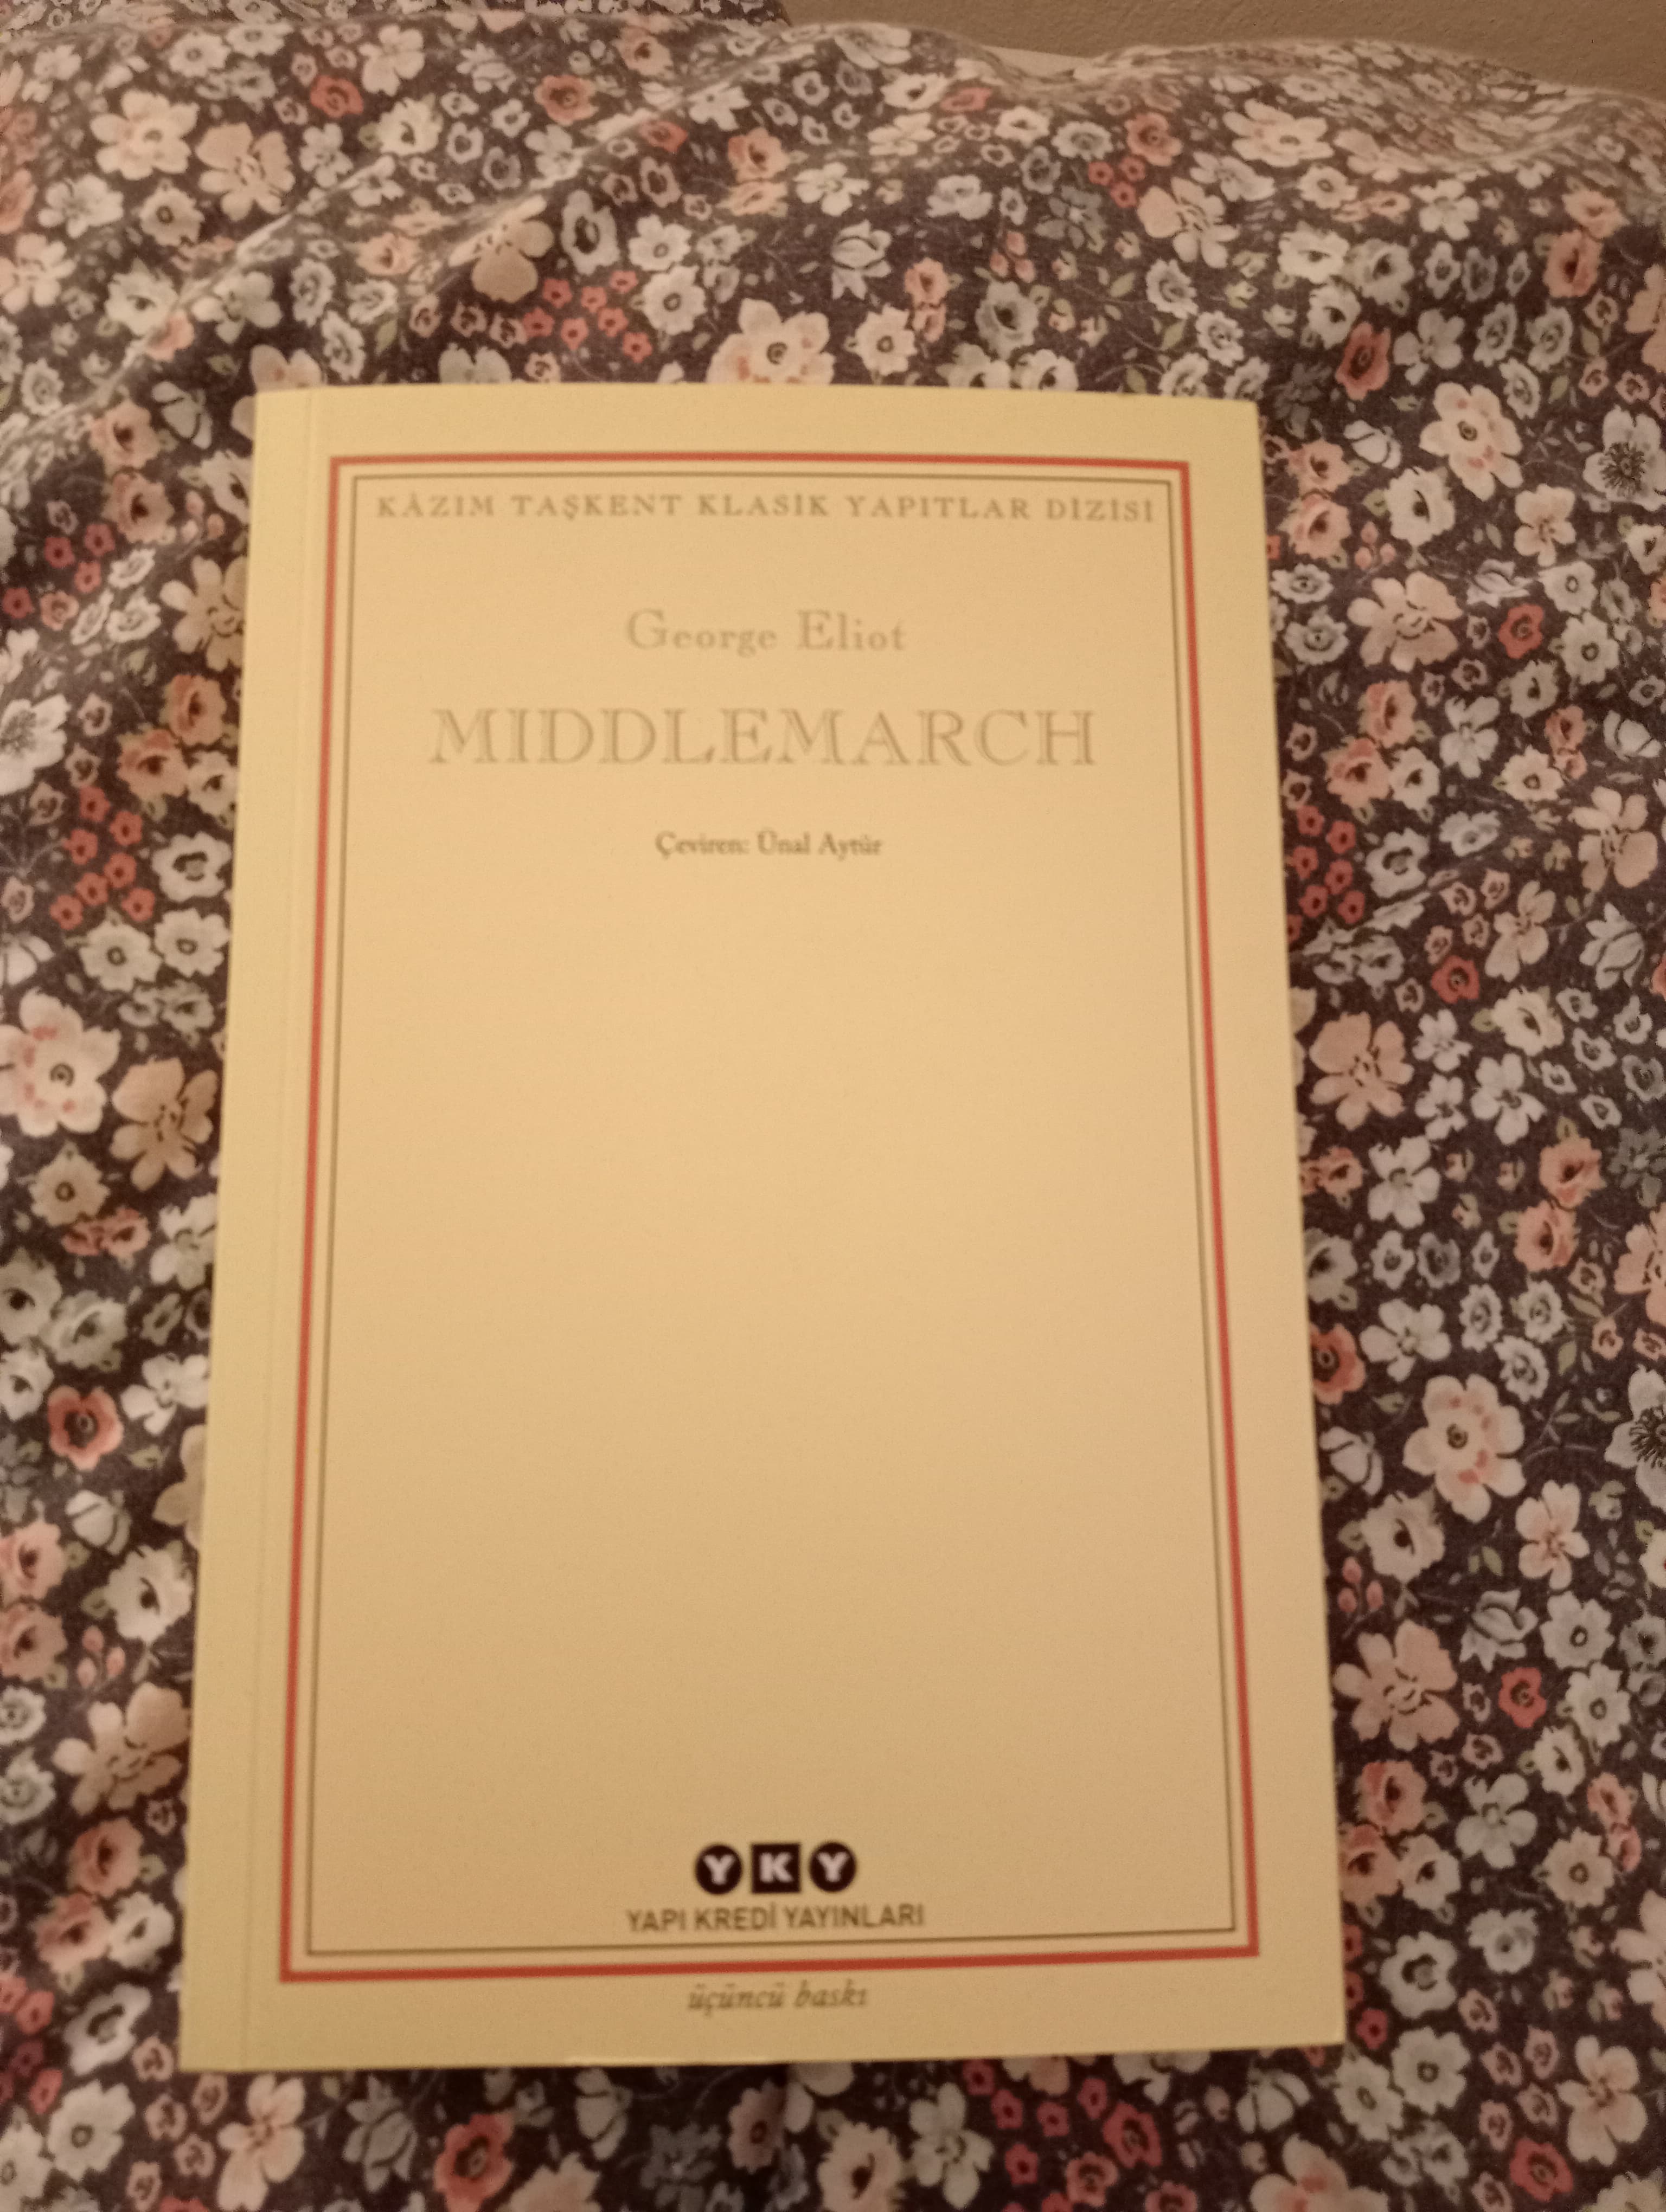 KÂZIM TAŞKENT KLASİK YAPITLAR DİZİSİ
George Eliot
MIDDLEMARCH
Çeviren: Ünal Aytür
YKY
YAPI KREDİ YAYINLARI
üçüncü baskı